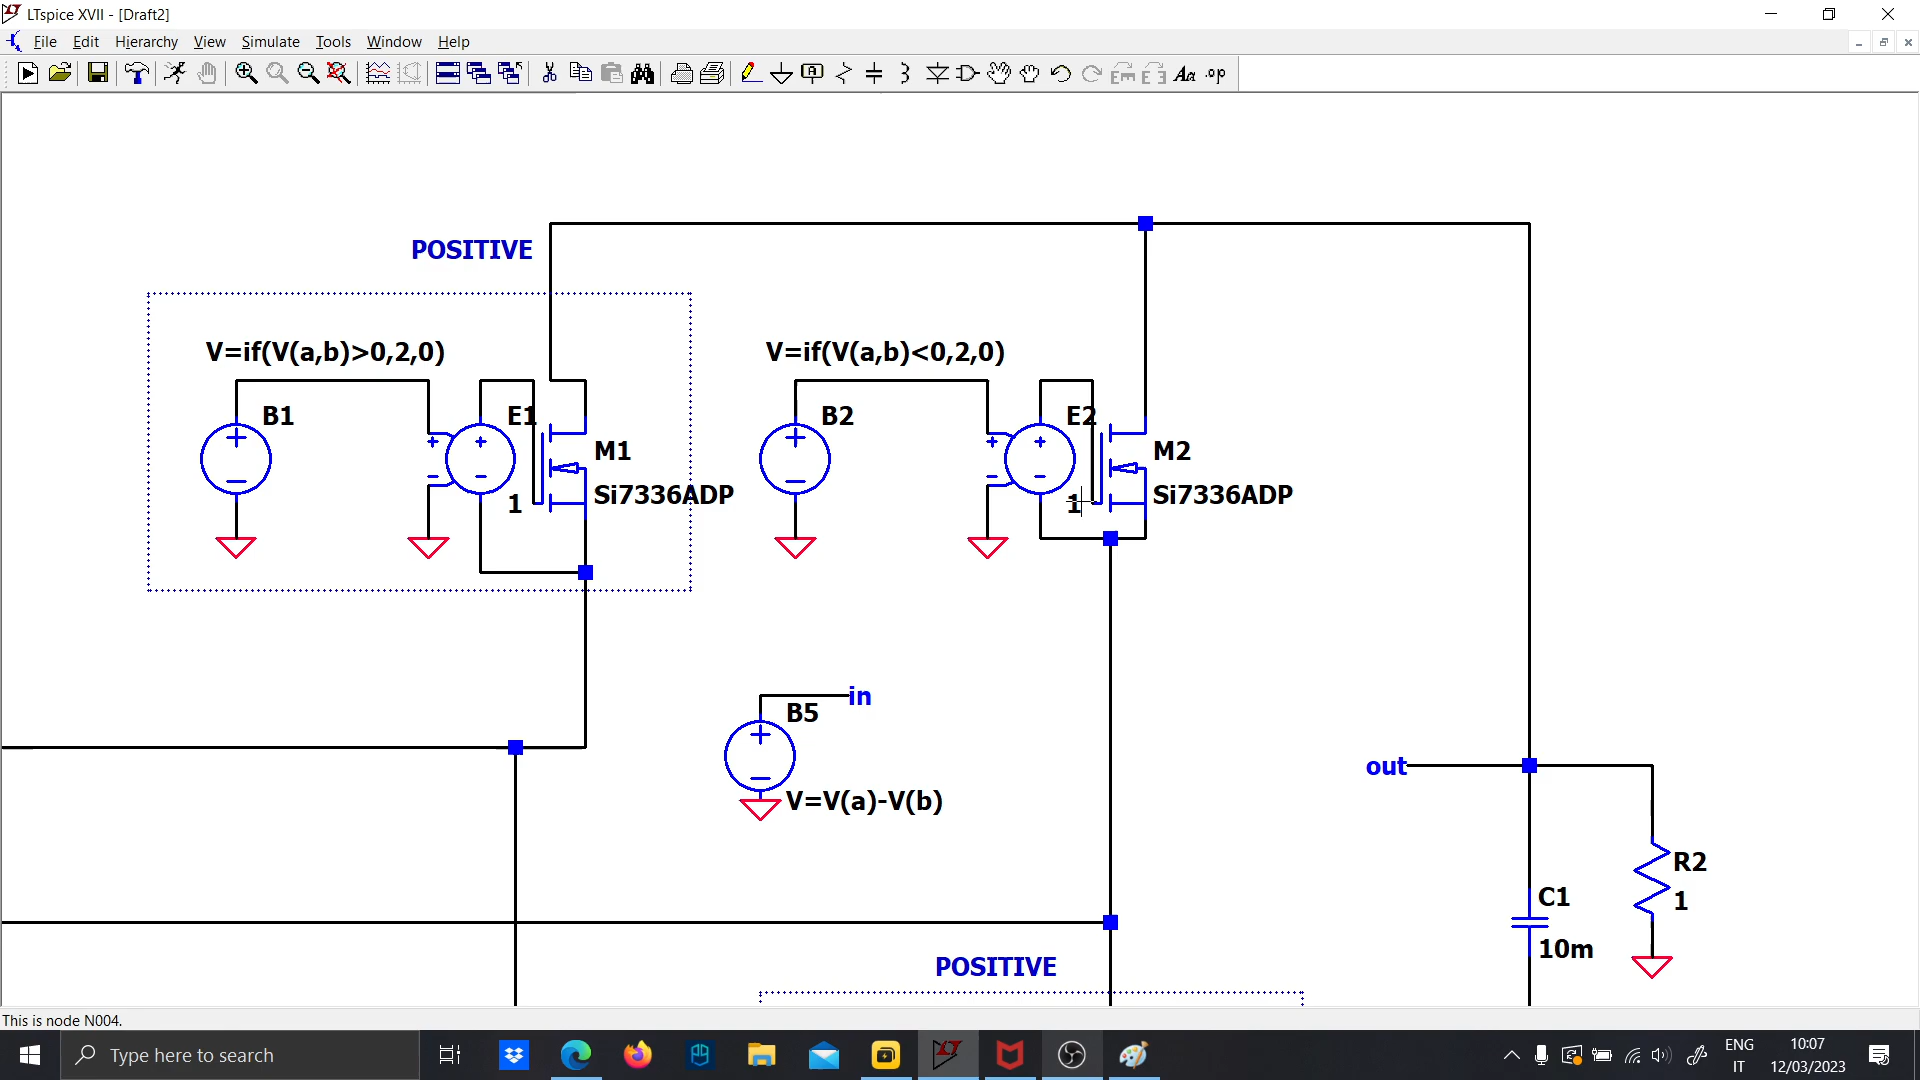 LTspice XVII - [Draft2]
File Edit Hierarchy View Simulate Tools Window Help
POSITIVE
V=if(V(a,b)>0,2,0)
V=if(V(a,b)<0,2,0)
B1
E1
M1
Si7336ADP
1
B2
E2
M2
Si7336ADP
1
in
B5
V=V(a)-V(b)
out
R2
1
C1
10m
POSITIVE
This is node N004.
Type here to search
ENG
IT
10:07
12/03/2023